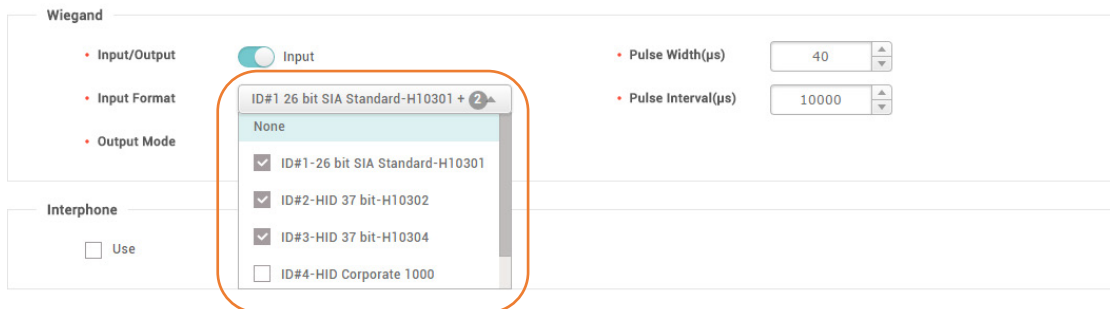 Wiegand
• Input/Output Input • Pulse Width(μs) 40
• Input Format ID#1 26 bit SIA Standard-H10301 + 2 • Pulse Interval(μs) 10000
None
• Output Mode
ID#1-26 bit SIA Standard-H10301
ID#2-HID 37 bit-H10302
Interphone
ID#3-HID 37 bit-H10304
Use
ID#4-HID Corporate 1000